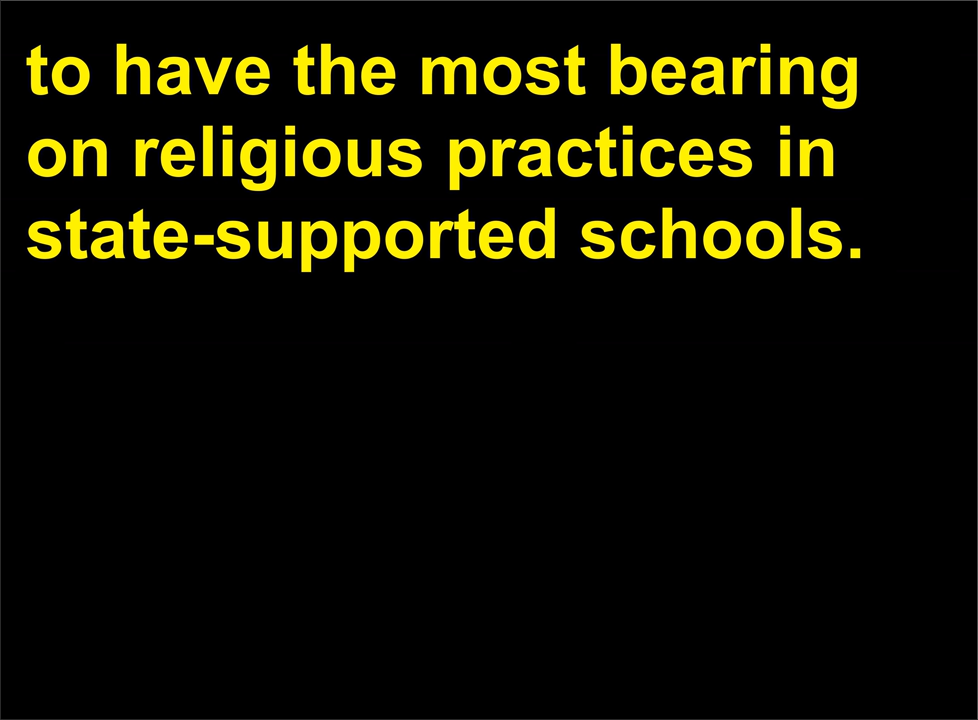 to have the most bearing
on religious practices in
state-supported schools.